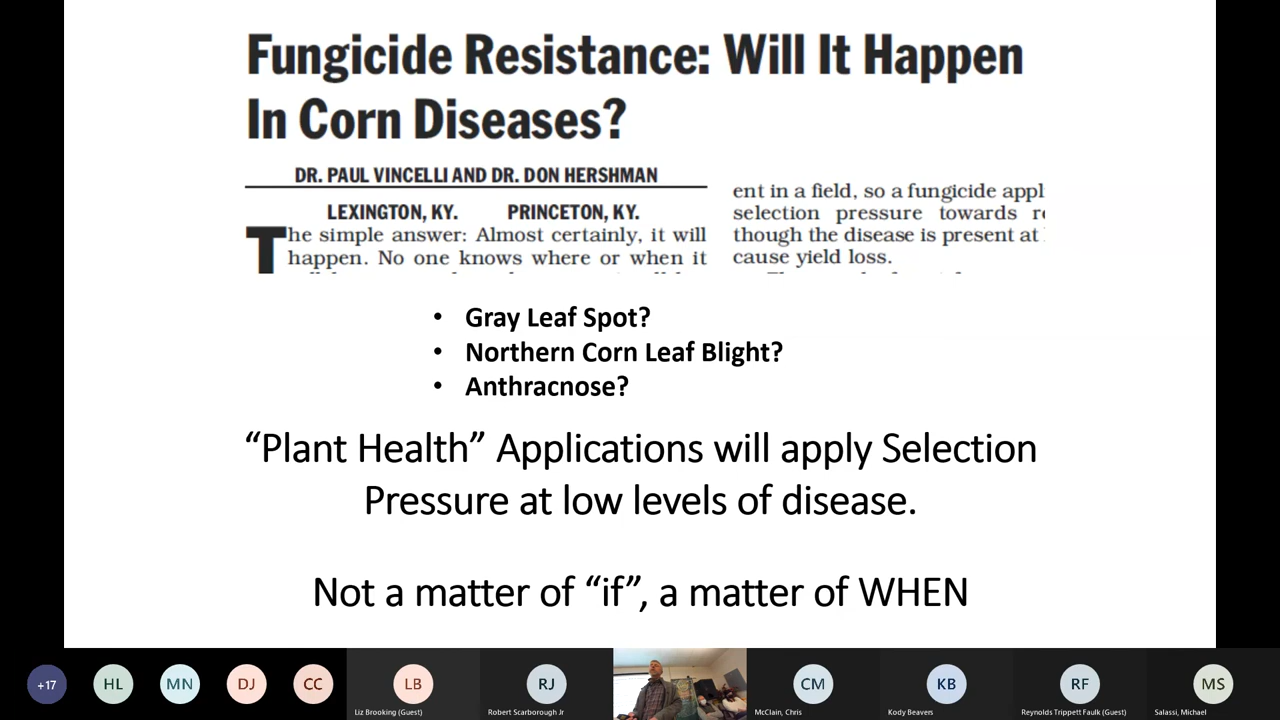 Fungicide Resistance: Will It Happen
In Corn Diseases?
DR. PAUL VINCELLI AND DR. DON HERSHMAN
LEXINGTON, KY. PRINCETON, KY.
The simple answer: Almost certainly, it will
happen. No one knows where or when it
ent in a field, so a fungicide appl
selection pressure towards r
though the disease is present at
cause yield loss.
• Gray Leaf Spot?
• Northern Corn Leaf Blight?
• Anthracnose?
“Plant Health” Applications will apply Selection
Pressure at low levels of disease.
Not a matter of “if”, a matter of WHEN
+17 HL MN DJ CC LB RJ CM KB RF MS
Liz Brooking (Guest) Robert Scarborough Jr McClain, Chris Kody Beavers Reynolds Trippett Faulk (Guest) Salassi, Michael